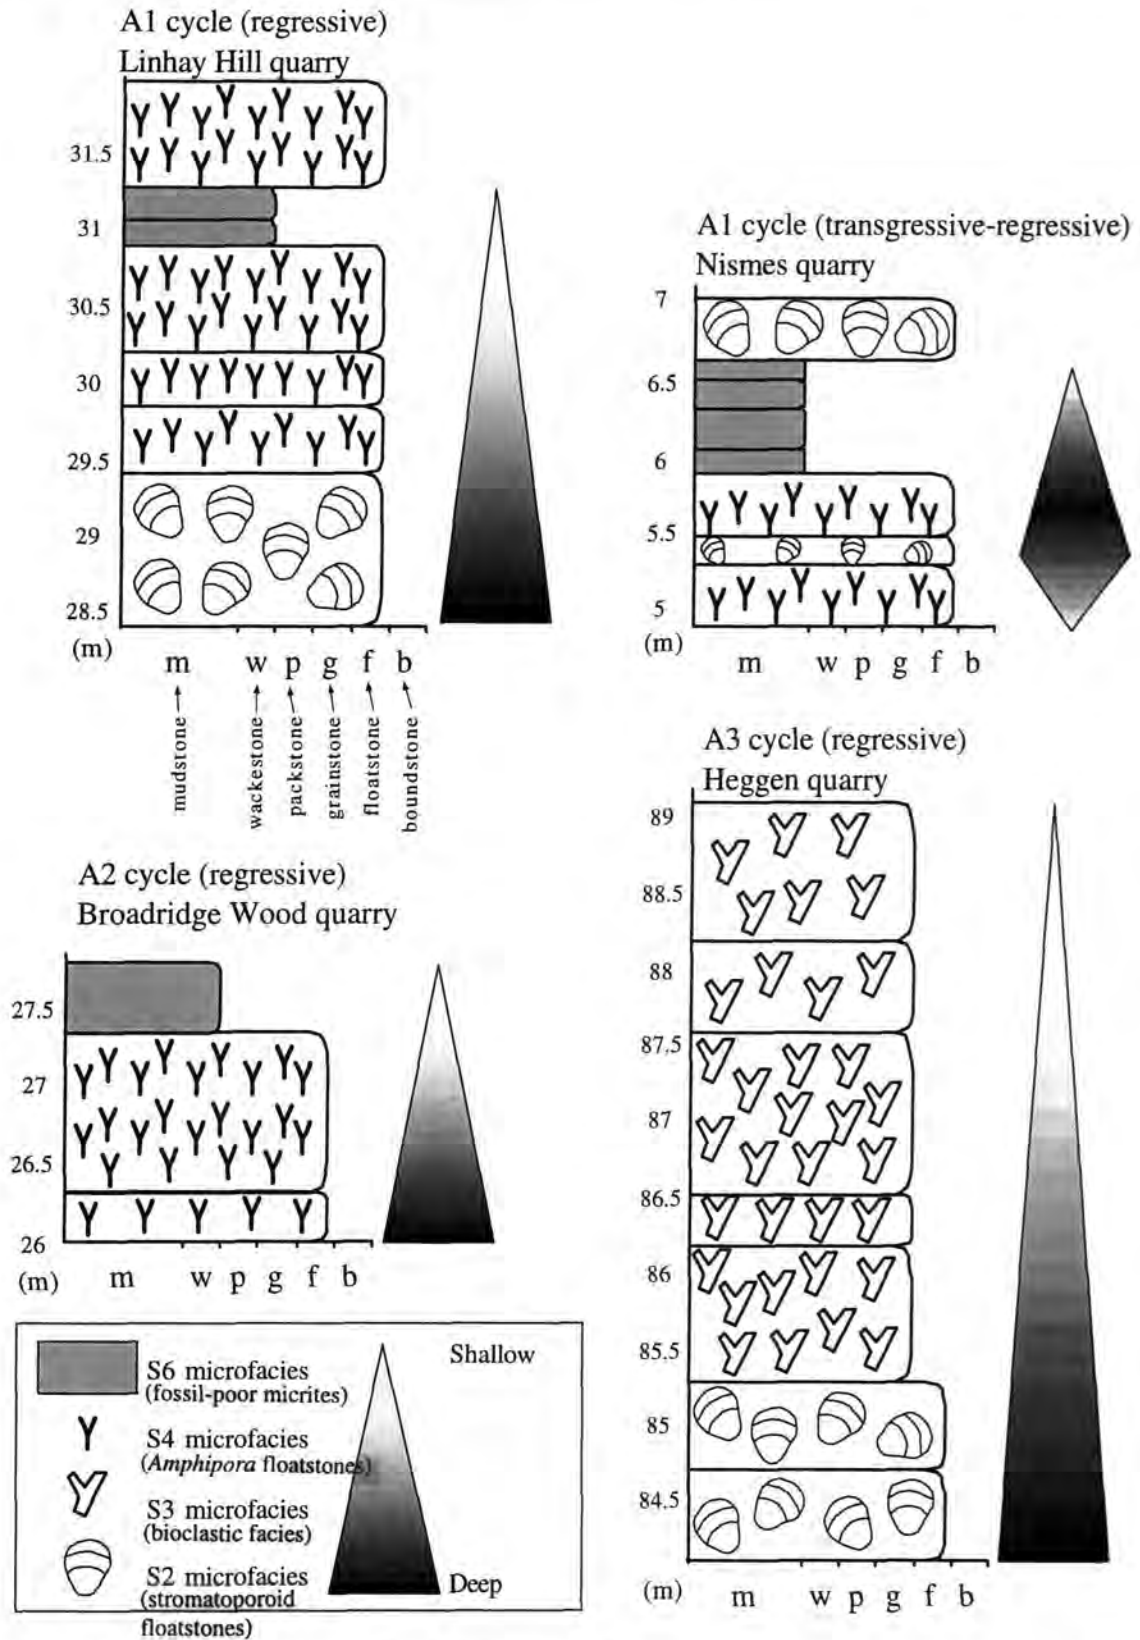 A1 cycle (regressive)
Linhay Hill quarry
31.5
31
30.5
30
29.5
29
28.5
(m)
m w p g f b
mudstone
wackestone
packstone
grainstone
floatstone
boundstone
A1 cycle (transgressive-regressive)
Nismes quarry
7
6.5
6
5.5
5
(m)
m w p g f b
A2 cycle (regressive)
Broadridge Wood quarry
27.5
27
26.5
26
(m)
m w p g f b
A3 cycle (regressive)
Heggen quarry
89
88.5
88
87.5
87
86.5
86
85.5
85
84.5
(m)
m w p g f b
S6 microfacies
(fossil-poor micrites)
S4 microfacies
(Amphipora floatstones)
S3 microfacies
(bioclastic facies)
S2 microfacies
(stromatoporoid
floatstones)
Shallow
Deep